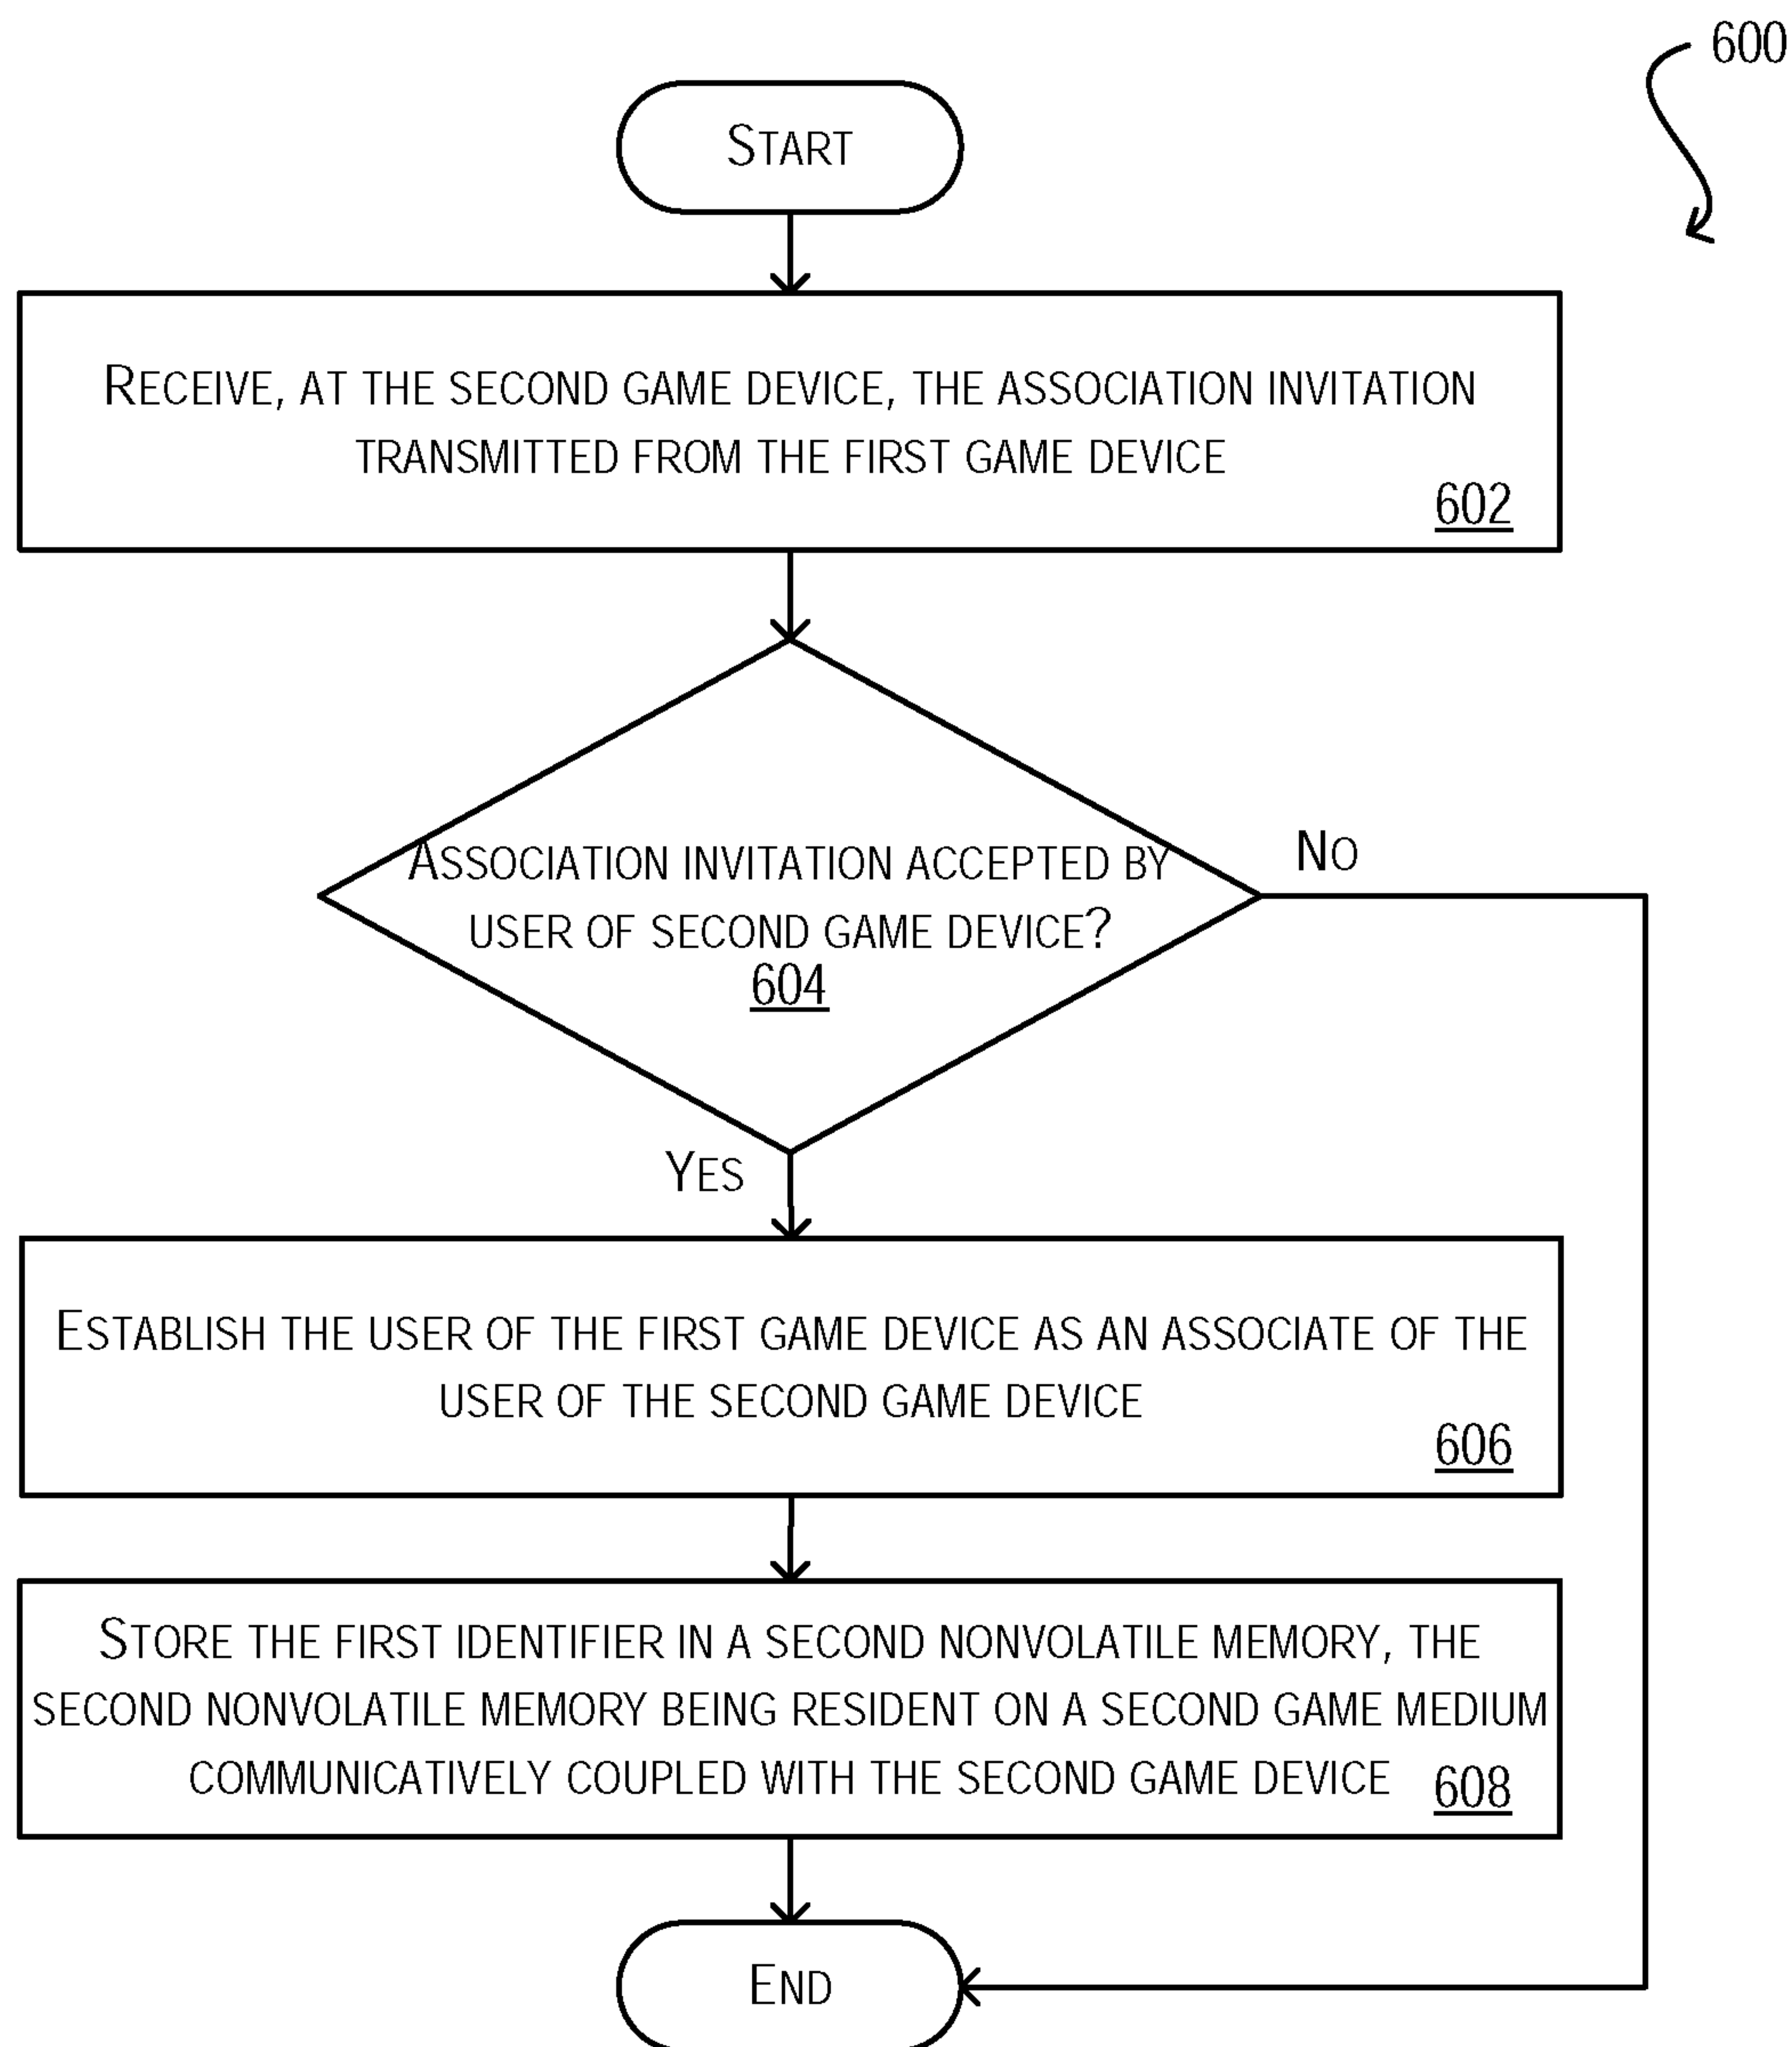 600
START
RECEIVE, AT THE SECOND GAME DEVICE, THE ASSOCIATION INVITATION
TRANSMITTED FROM THE FIRST GAME DEVICE
602
ASSOCIATION INVITATION ACCEPTED BY
USER OF SECOND GAME DEVICE?
604
NO
YES
ESTABLISH THE USER OF THE FIRST GAME DEVICE AS AN ASSOCIATE OF THE
USER OF THE SECOND GAME DEVICE
606
STORE THE FIRST IDENTIFIER IN A SECOND NONVOLATILE MEMORY, THE
SECOND NONVOLATILE MEMORY BEING RESIDENT ON A SECOND GAME MEDIUM
COMMUNICATIVELY COUPLED WITH THE SECOND GAME DEVICE
608
END